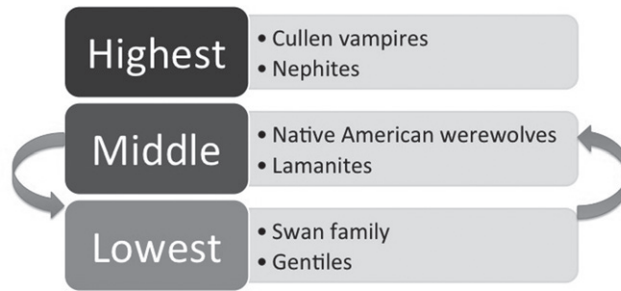 Highest
• Cullen vampires
• Nephites
Middle
• Native American werewolves
• Lamanites
Lowest
• Swan family
• Gentiles